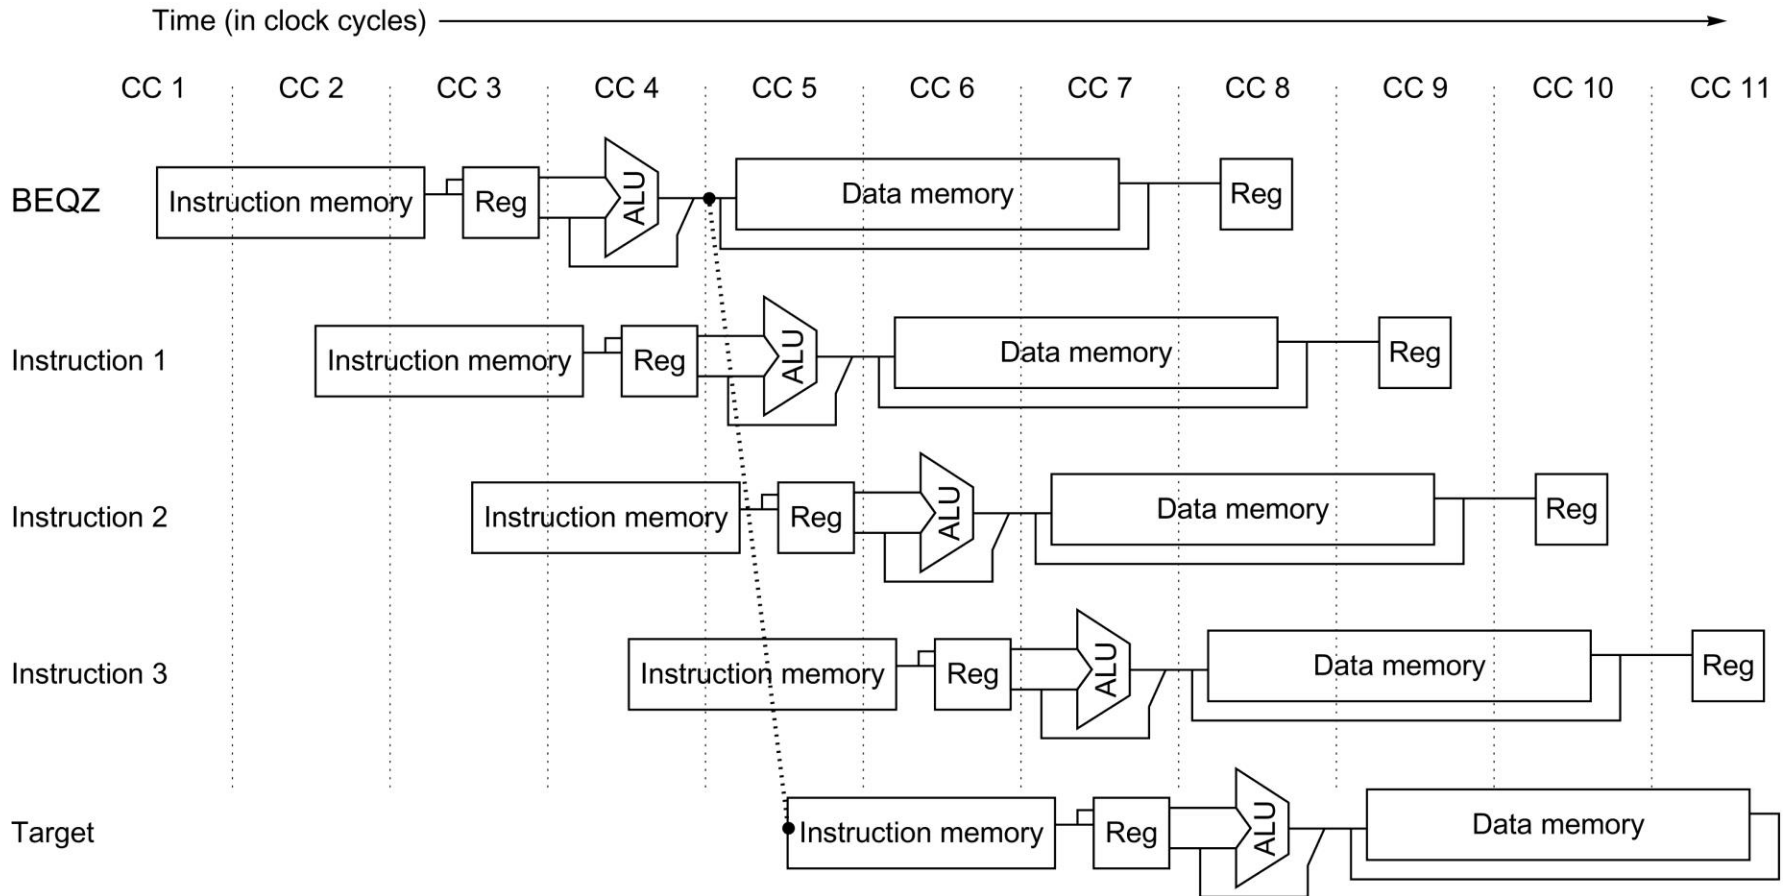 Time (in clock cycles)
CC 1 CC 2 CC 3 CC 4 CC 5 CC 6 CC 7 CC 8 CC 9 CC 10 CC 11
BEQZ Instruction memory Reg ALU Data memory Reg
Instruction 1 Instruction memory Reg ALU Data memory Reg
Instruction 2 Instruction memory Reg ALU Data memory Reg
Instruction 3 Instruction memory Reg ALU Data memory Reg
Target Instruction memory Reg ALU Data memory